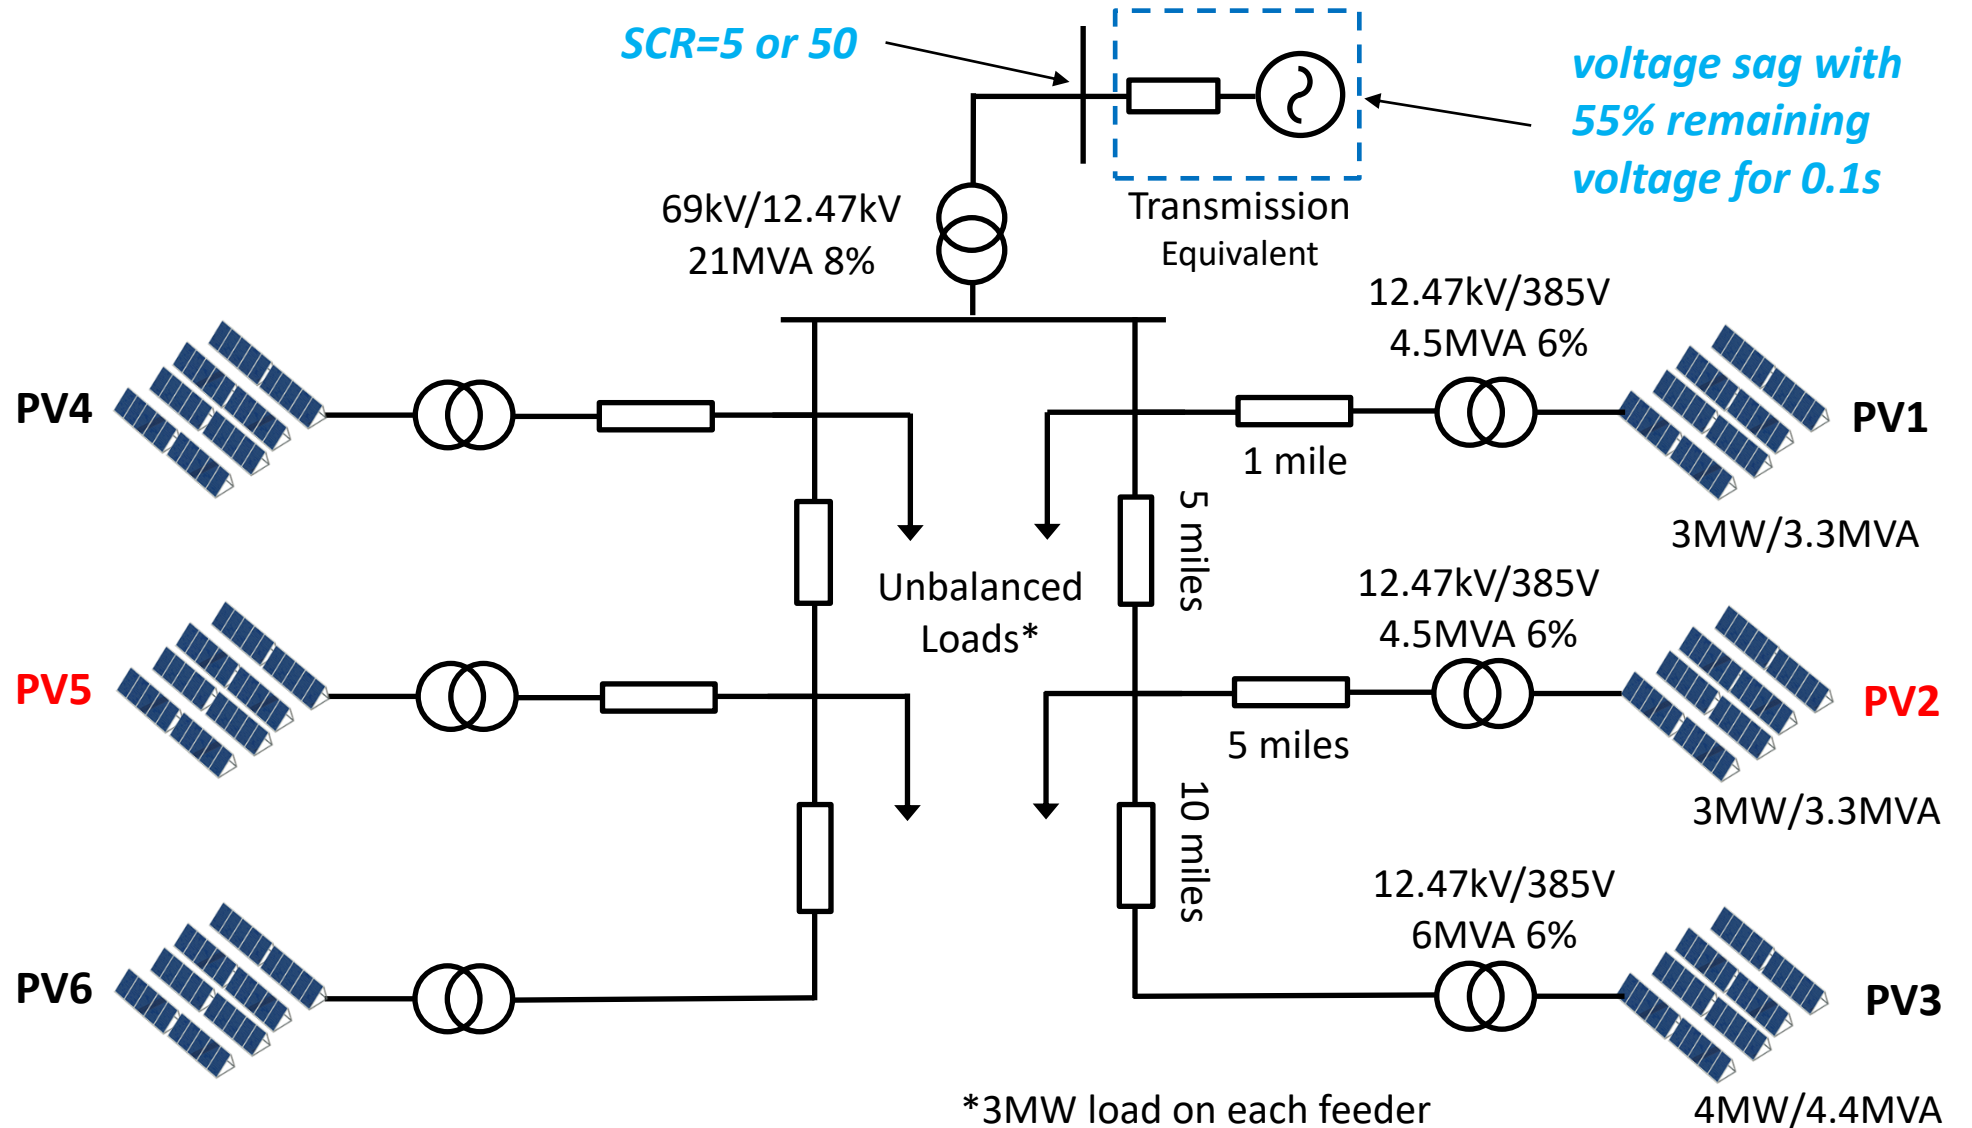 SCR=5 or 50
voltage sag with
55% remaining
voltage for 0.1s
Transmission
Equivalent
69kV/12.47kV
21MVA 8%
12.47kV/385V
4.5MVA 6%
PV4
PV1
1 mile
3MW/3.3MVA
5 miles
Unbalanced
Loads*
12.47kV/385V
4.5MVA 6%
PV5
PV2
5 miles
3MW/3.3MVA
10 miles
12.47kV/385V
6MVA 6%
PV6
PV3
*3MW load on each feeder
4MW/4.4MVA